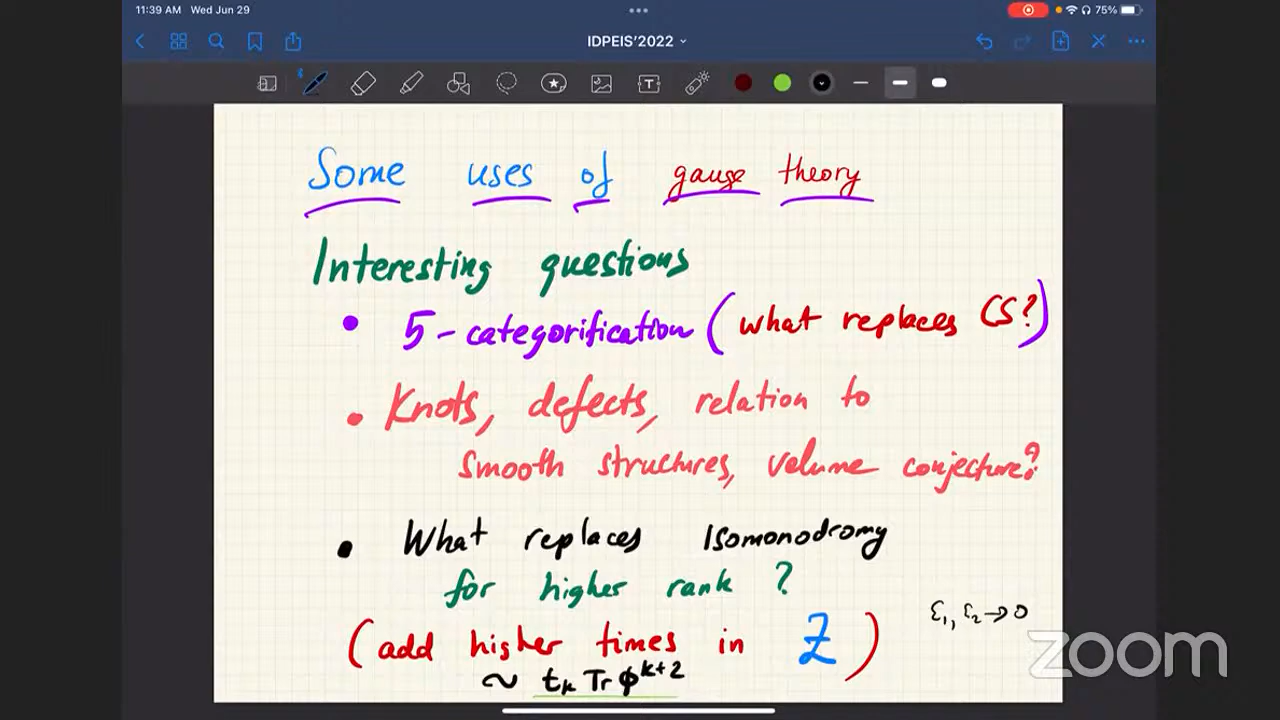 11:39 AM Wed Jun 29
75%
IDPEIS'2022
Some uses of gauge theory
Interesting questions
• 5-categorification (what replaces CS?)
• Knots, defects, relation to
smooth structures, volume conjecture?
• What replaces Isomonodromy
for higher rank ?
(add higher times in Z)
ε₁, ε₂ → 0
~ tₖ Tr ϕᵏ⁺²
zoom